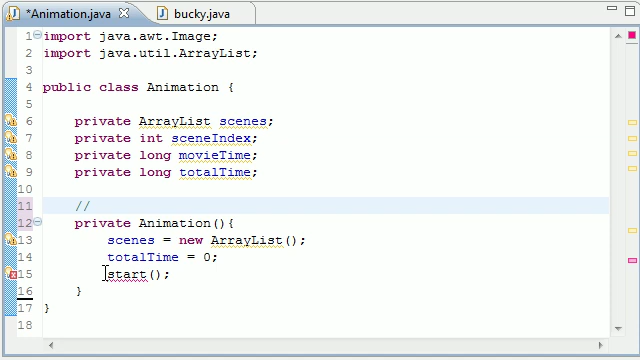 *Animation.java bucky.java
1 import java.awt.Image;
2 import java.util.ArrayList;
3
4 public class Animation {
5
6 private ArrayList scenes;
7 private int sceneIndex;
8 private long movieTime;
9 private long totalTime;
10
11 //
12 private Animation(){
13 scenes = new ArrayList();
14 totalTime = 0;
15 start();
16 }
17 }
18